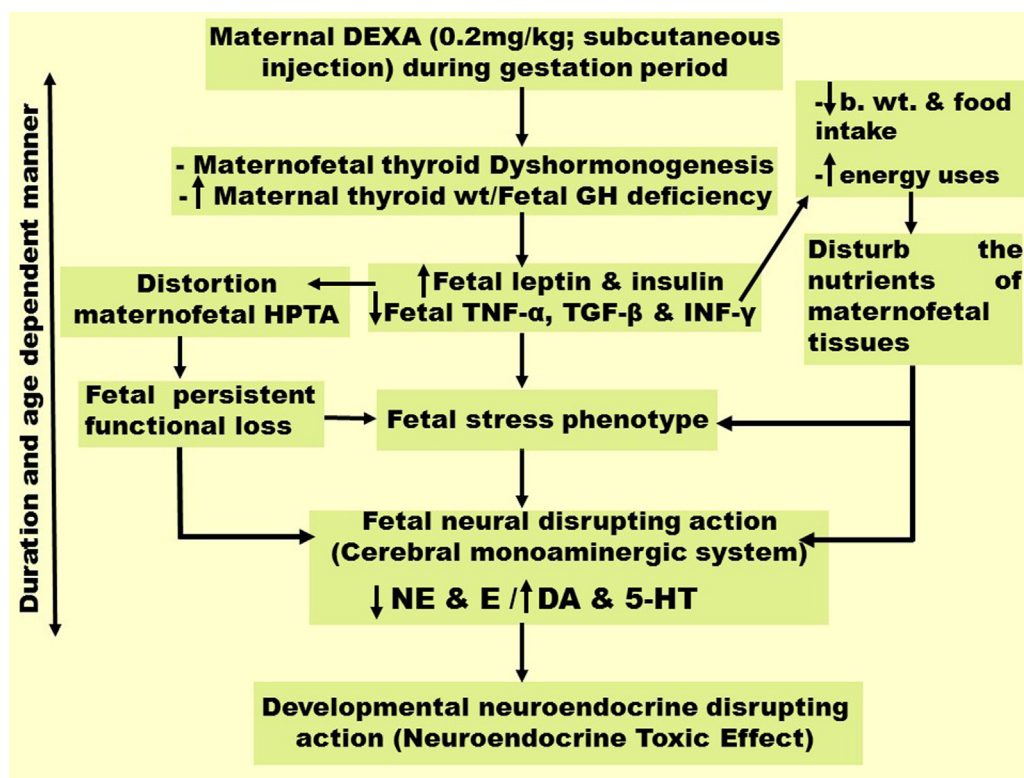 Maternal DEXA (0.2mg/kg; subcutaneous
injection) during gestation period
Duration and age dependent manner
- Maternofetal thyroid Dyshormonogenesis
-↑ Maternal thyroid wt/Fetal GH deficiency
-↓ b. wt. & food
intake
-↑ energy uses
Distortion
maternofetal HPTA
↑Fetal leptin & insulin
↓Fetal TNF-α, TGF-β & INF-γ
Disturb the
nutrients of
maternofetal
tissues
Fetal persistent
functional loss
Fetal stress phenotype
Fetal neural disrupting action
(Cerebral monoaminergic system)
↓ NE & E /↑DA & 5-HT
Developmental neuroendocrine disrupting
action (Neuroendocrine Toxic Effect)